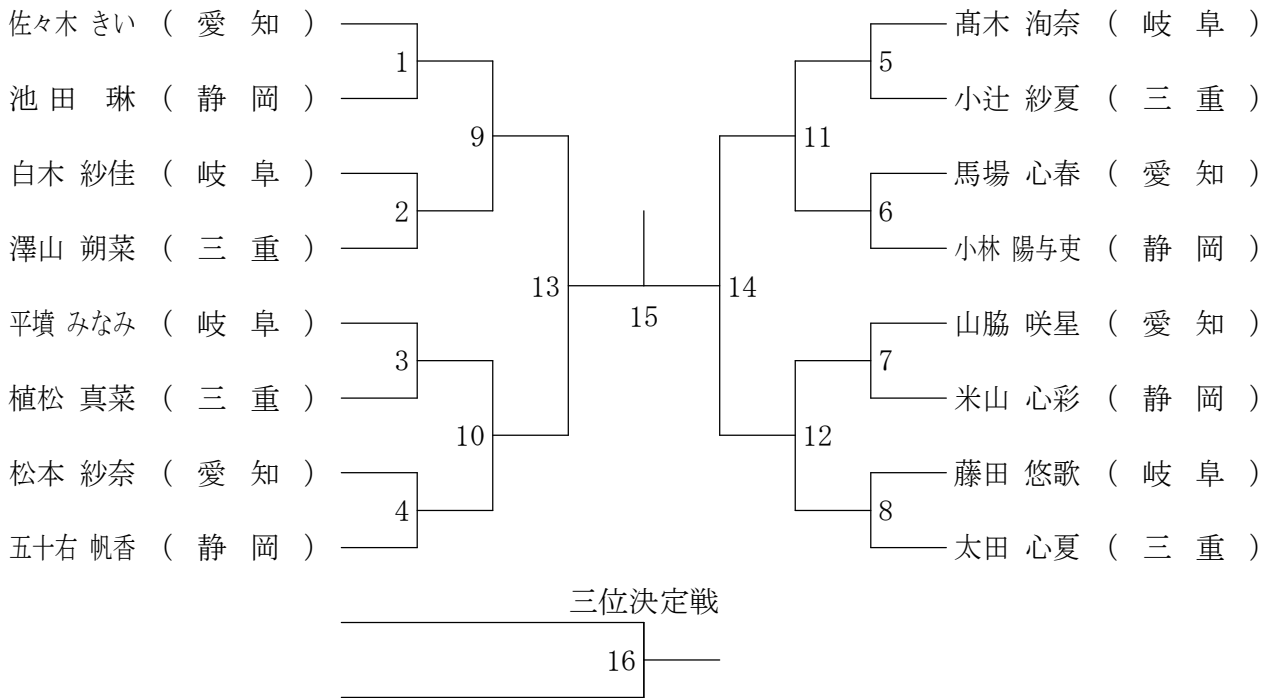 佐々木 きい ( 愛 知 )
1
池 田 琳 ( 静 岡 )
9
白木 紗佳 ( 岐 阜 )
2
澤山 朔菜 ( 三 重 )
13
平墳 みなみ ( 岐 阜 )
3
植松 真菜 ( 三 重 )
10
松本 紗奈 ( 愛 知 )
4
五十右 帆香 ( 静 岡 )
15
髙木 洵奈 ( 岐 阜 )
5
小辻 紗夏 ( 三 重 )
11
馬場 心春 ( 愛 知 )
6
小林 陽与吏 ( 静 岡 )
14
山脇 咲星 ( 愛 知 )
7
米山 心彩 ( 静 岡 )
12
藤田 悠歌 ( 岐 阜 )
8
太田 心夏 ( 三 重 )
三位決定戦
16